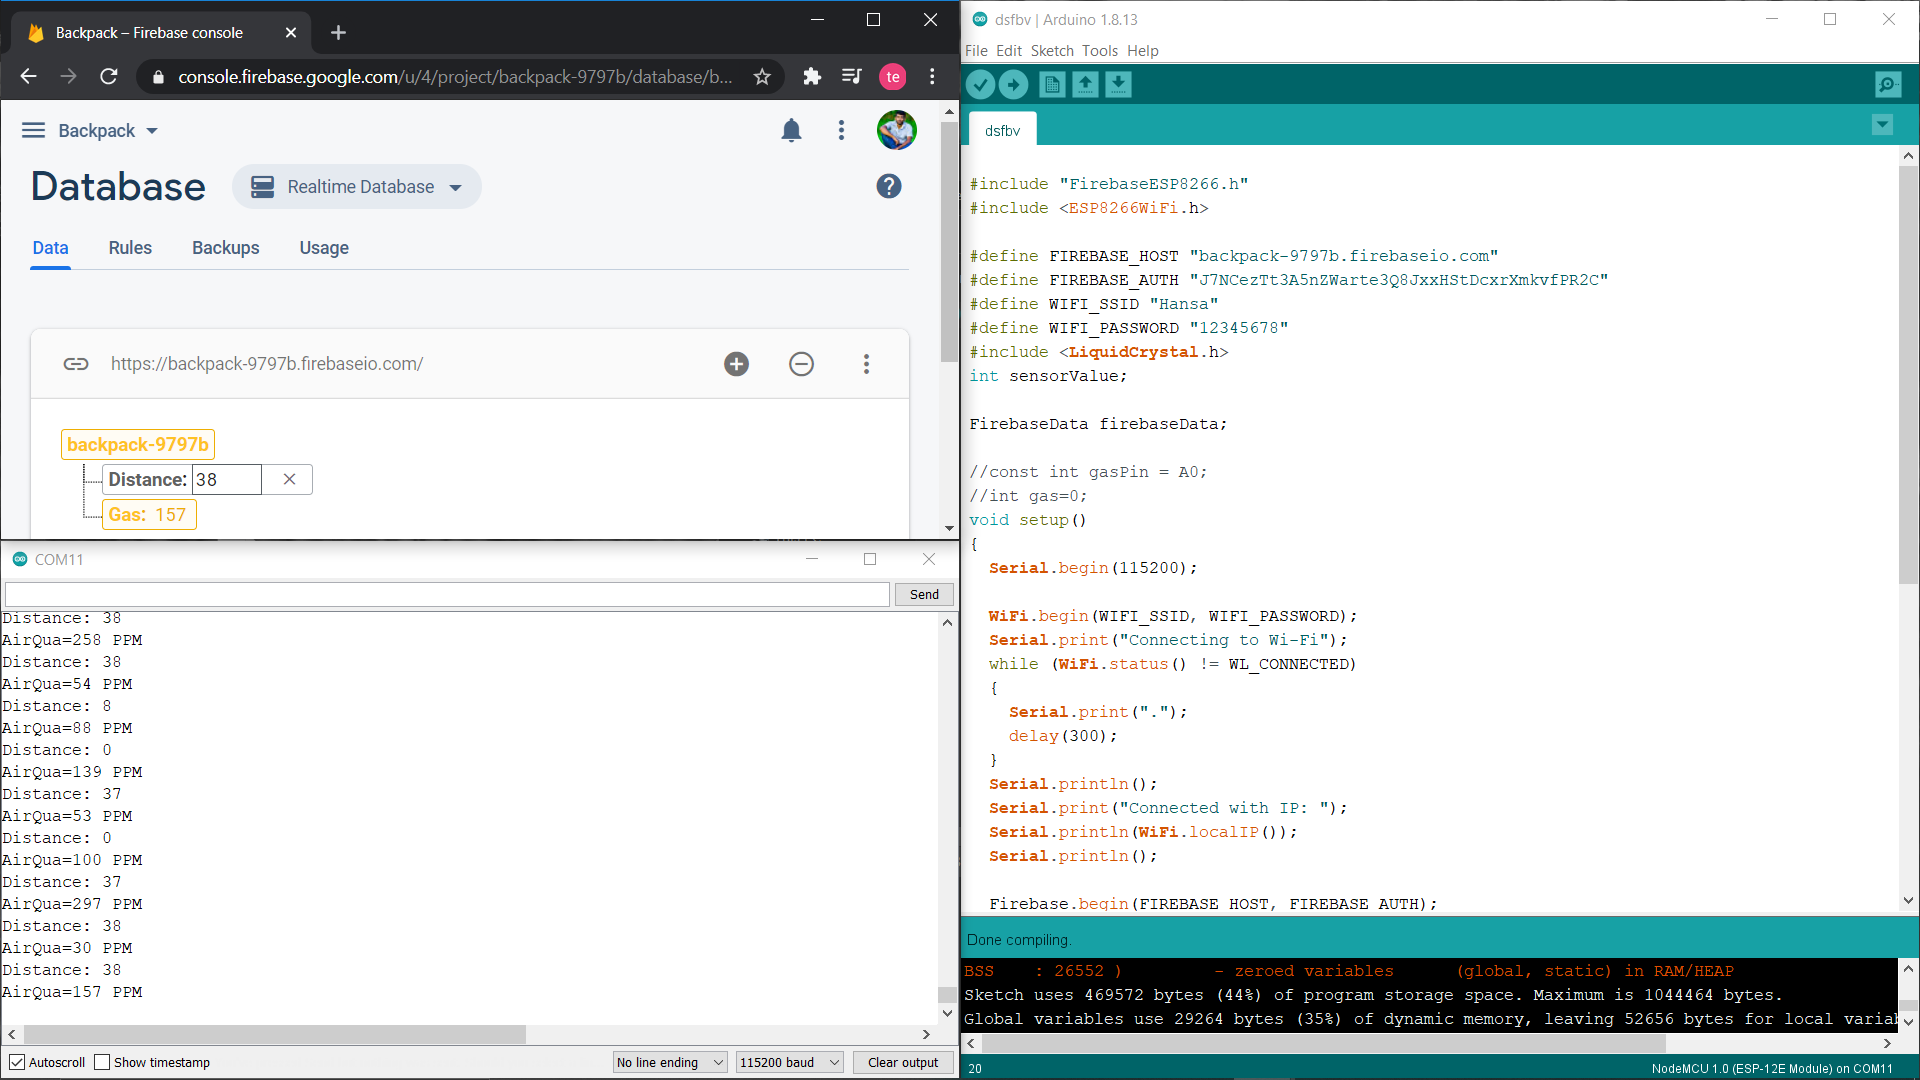 Backpack – Firebase console
console.firebase.google.com/u/4/project/backpack-9797b/database/b...
te
Backpack
Database
Realtime Database
Data Rules Backups Usage
https://backpack-9797b.firebaseio.com/
backpack-9797b
Distance: 38
Gas: 157
COM11
Send
Distance: 38
AirQua=258 PPM
Distance: 38
AirQua=54 PPM
Distance: 8
AirQua=88 PPM
Distance: 0
AirQua=139 PPM
Distance: 37
AirQua=53 PPM
Distance: 0
AirQua=100 PPM
Distance: 37
AirQua=297 PPM
Distance: 38
AirQua=30 PPM
Distance: 38
AirQua=157 PPM
Autoscroll Show timestamp No line ending 115200 baud Clear output
dsfbv | Arduino 1.8.13
File Edit Sketch Tools Help
dsfbv
#include "FirebaseESP8266.h"
#include <ESP8266WiFi.h>
#define FIREBASE_HOST "backpack-9797b.firebaseio.com"
#define FIREBASE_AUTH "J7NCezTt3A5nZWarte3Q8JxxHStDcxrXmkvfPR2C"
#define WIFI_SSID "Hansa"
#define WIFI_PASSWORD "12345678"
#include <LiquidCrystal.h>
int sensorValue;
FirebaseData firebaseData;
//const int gasPin = A0;
//int gas=0;
void setup()
{
Serial.begin(115200);
WiFi.begin(WIFI_SSID, WIFI_PASSWORD);
Serial.print("Connecting to Wi-Fi");
while (WiFi.status() != WL_CONNECTED)
{
Serial.print(".");
delay(300);
}
Serial.println();
Serial.print("Connected with IP: ");
Serial.println(WiFi.localIP());
Serial.println();
Firebase.begin(FIREBASE_HOST, FIREBASE_AUTH);
Done compiling.
BSS : 26552 ) - zeroed variables (global, static) in RAM/HEAP
Sketch uses 469572 bytes (44%) of program storage space. Maximum is 1044464 bytes.
Global variables use 29264 bytes (35%) of dynamic memory, leaving 52656 bytes for local variab
20 NodeMCU 1.0 (ESP-12E Module) on COM11